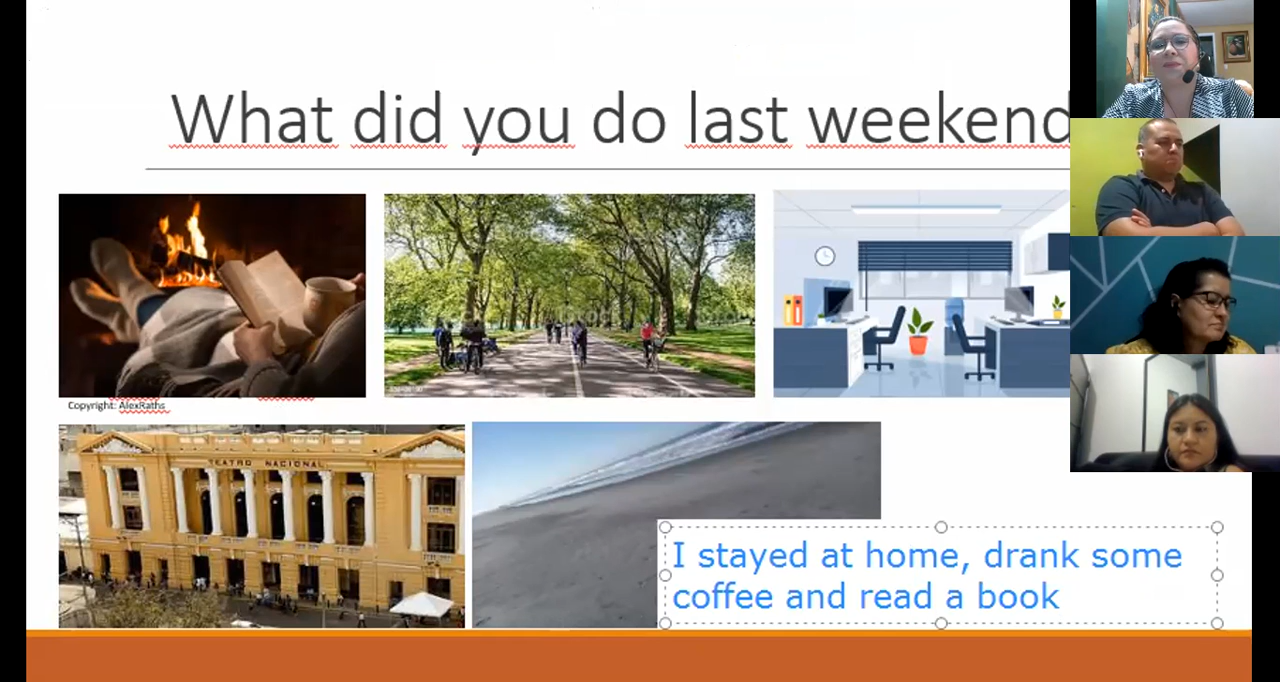 What did you do last weekend
Copyright: AlexRaths
TEATRO NACIONAL
iStock
I stayed at home, drank some
coffee and read a book